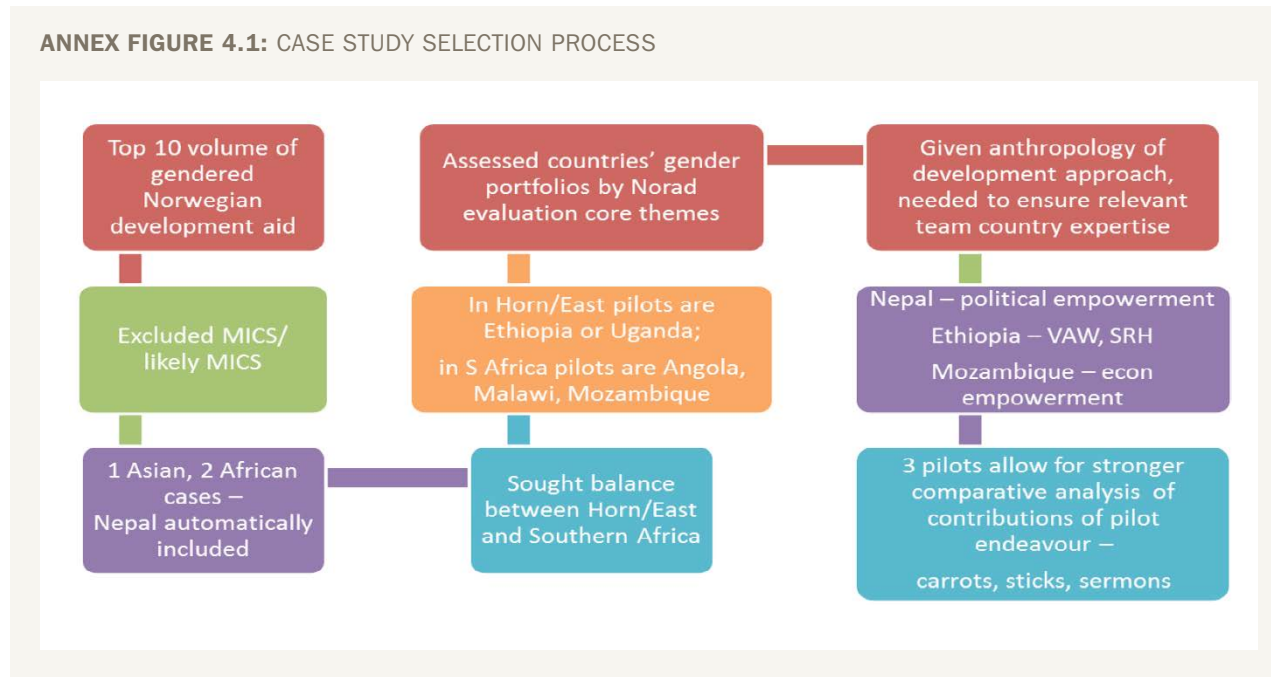 ANNEX FIGURE 4.1: CASE STUDY SELECTION PROCESS
Top 10 volume of
gendered
Norwegian
development aid
Excluded MICS/
likely MICS
1 Asian, 2 African
cases –
Nepal automatically
included
Sought balance
between Horn/East
and Southern Africa
In Horn/East pilots are
Ethiopia or Uganda;
in S Africa pilots are Angola,
Malawi, Mozambique
Assessed countries’ gender
portfolios by Norad
evaluation core themes
Given anthropology of
development approach,
needed to ensure relevant
team country expertise
Nepal – political empowerment
Ethiopia – VAW, SRH
Mozambique – econ
empowerment
3 pilots allow for stronger
comparative analysis of
contributions of pilot
endeavour –
carrots, sticks, sermons